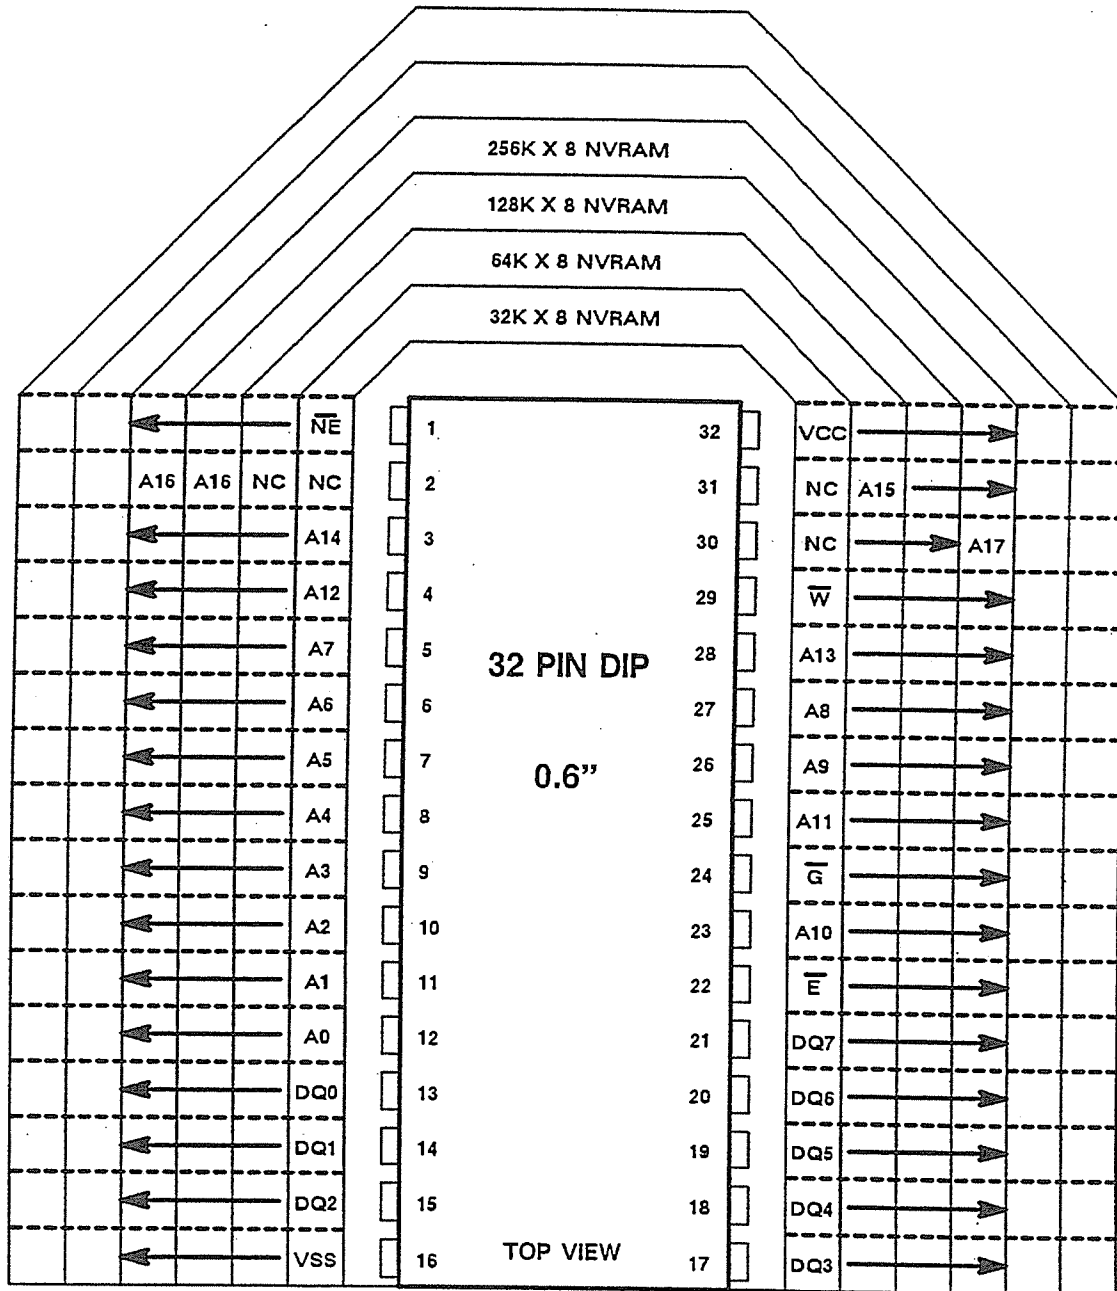 256K X 8 NVRAM
128K X 8 NVRAM
64K X 8 NVRAM
32K X 8 NVRAM
N̅E̅ 1 32 VCC
A16 A16 NC NC 2 31 NC A15
A14 3 30 NC A17
A12 4 29 W̅
A7 5 28 A13
A6 6 27 A8
A5 7 26 A9
A4 8 25 A11
A3 9 24 G̅
A2 10 23 A10
A1 11 22 E̅
A0 12 21 DQ7
DQ0 13 20 DQ6
DQ1 14 19 DQ5
DQ2 15 18 DQ4
VSS 16 17 DQ3
32 PIN DIP
0.6”
TOP VIEW